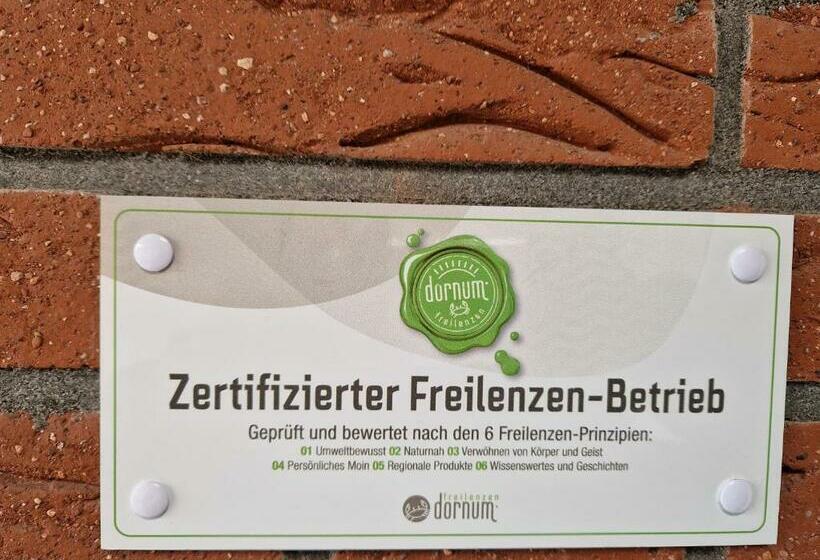 dornum
freilenzen
Zertifizierter Freilenzen-Betrieb
Geprüft und bewertet nach den 6 Freilenzen-Prinzipien:
01 Umweltbewusst 02 Naturnah 03 Verwöhnen von Körper und Geist
04 Persönliches Moin 05 Regionale Produkte 06 Wissenswertes und Geschichten
freilenzen
dornum